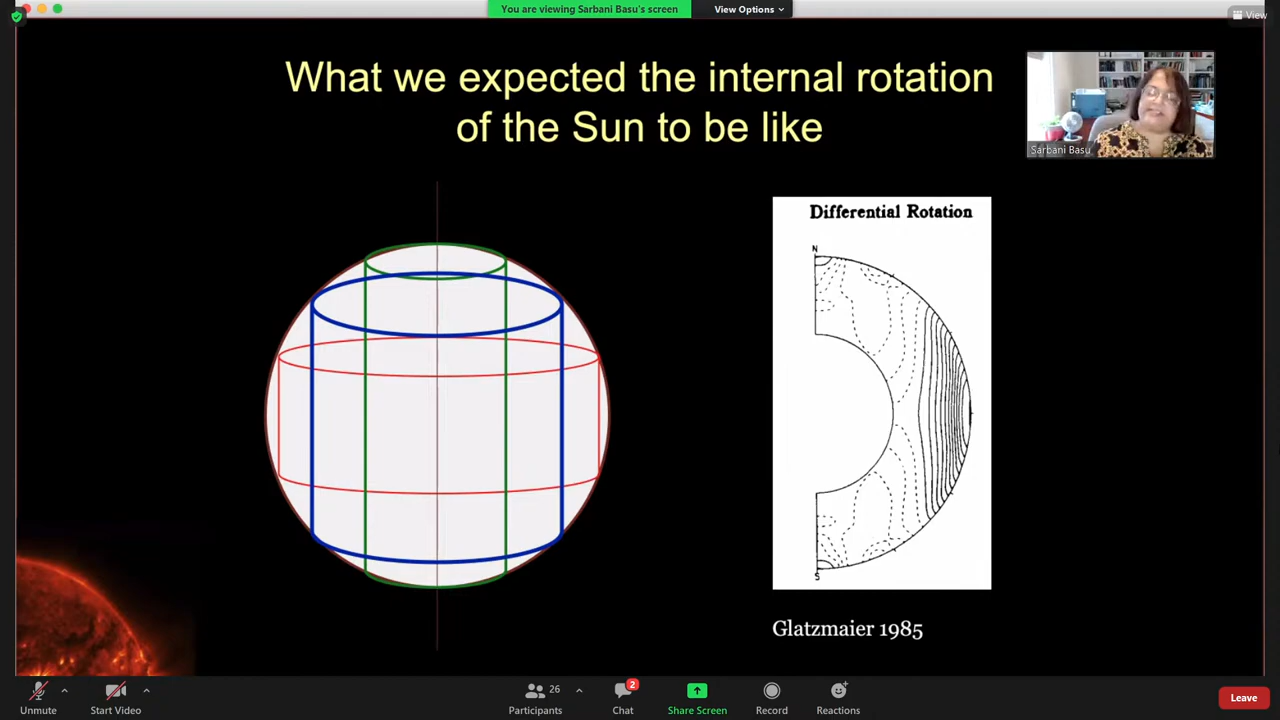 You are viewing Sarbani Basu's screen
View Options
View
What we expected the internal rotation
of the Sun to be like
Sarbani Basu
Differential Rotation
N
S
Glatzmaier 1985
Unmute
Start Video
26
Participants
2
Chat
Share Screen
Record
Reactions
Leave